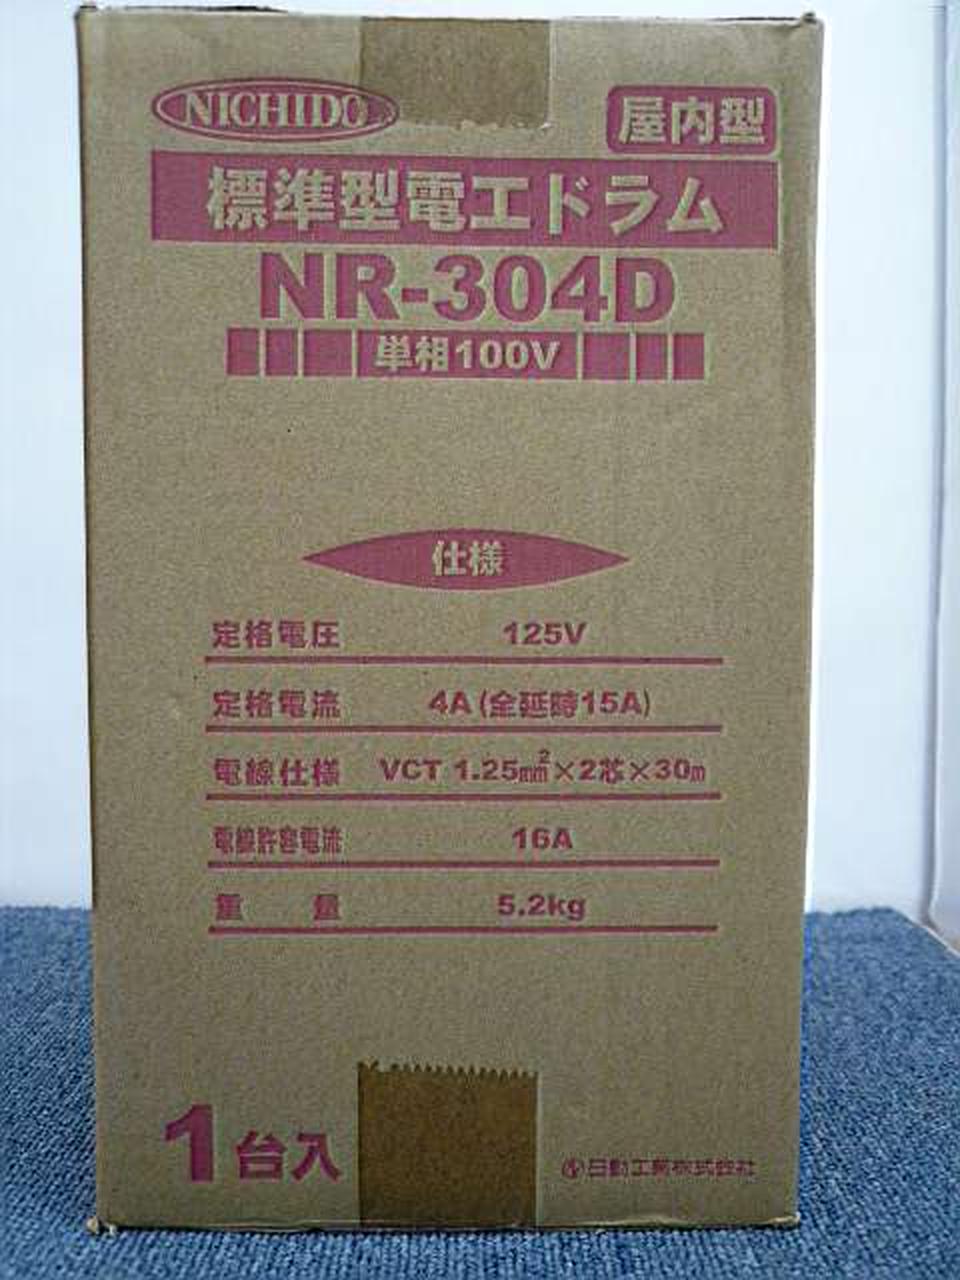 NICHIDO
屋内型
標準型電工ドラム
NR-304D
単相100V
仕様
定格電圧 125V
定格電流 4A(全延時15A)
電線仕様 VCT 1.25mm²×2芯×30m
電線許容電流 16A
重 量 5.2kg
1台入
日動工業株式会社